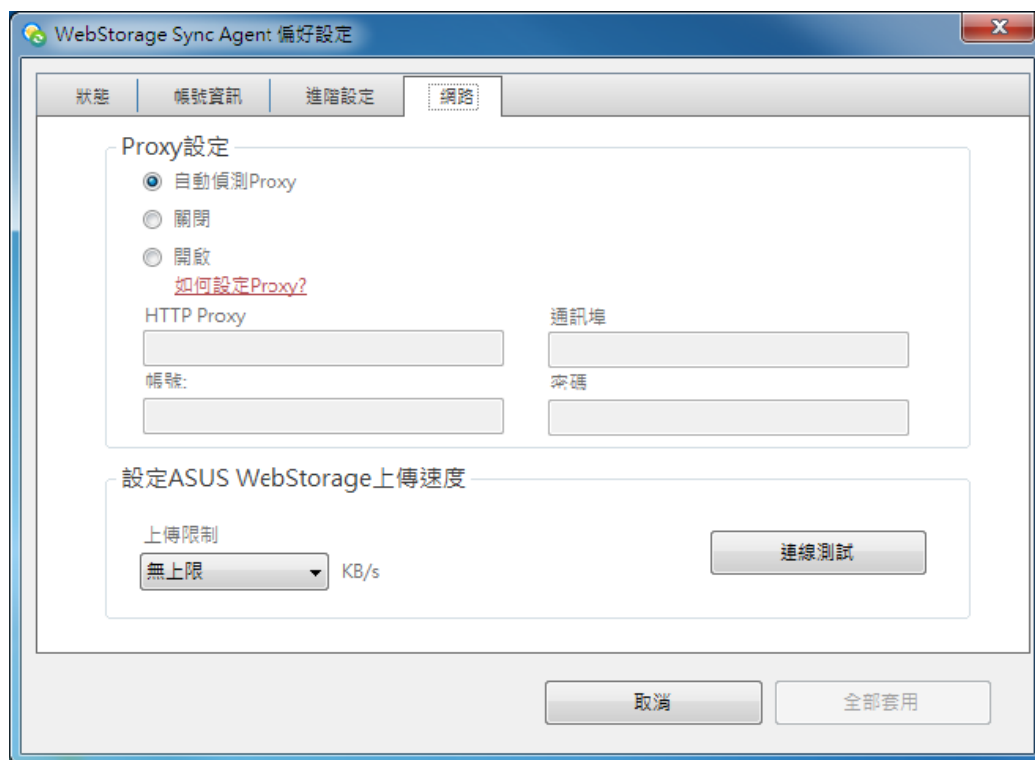 WebStorage Sync Agent 偏好設定
狀態 帳號資訊 進階設定 網路
Proxy設定
自動偵測Proxy
關閉
開啟
如何設定Proxy?
HTTP Proxy 通訊埠
帳號: 密碼
設定ASUS WebStorage上傳速度
上傳限制
無上限 KB/s 連線測試
取消 全部套用